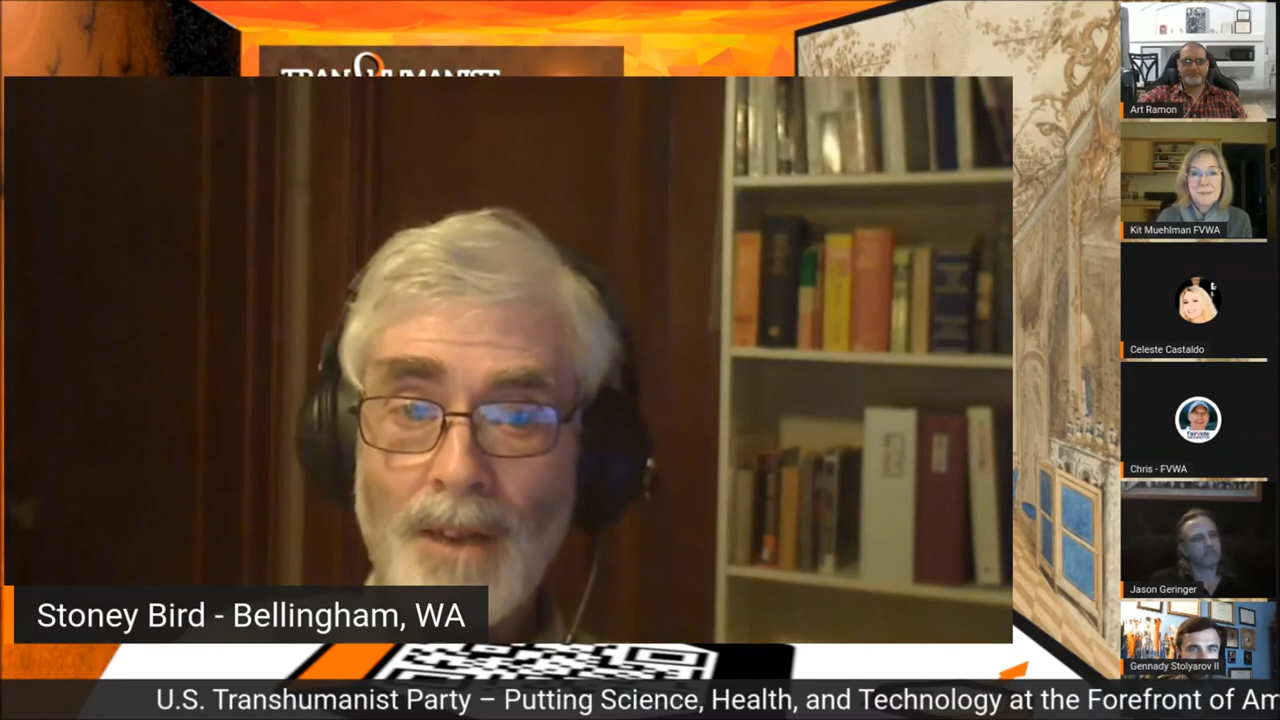 TRANSHUMANIST
Stoney Bird - Bellingham, WA
U.S. Transhumanist Party – Putting Science, Health, and Technology at the Forefront of Am
Art Ramon
Kit Muehlman FVWA
Celeste Castaldo
Chris - FVWA
Jason Geringer
Gennady Stolyarov II